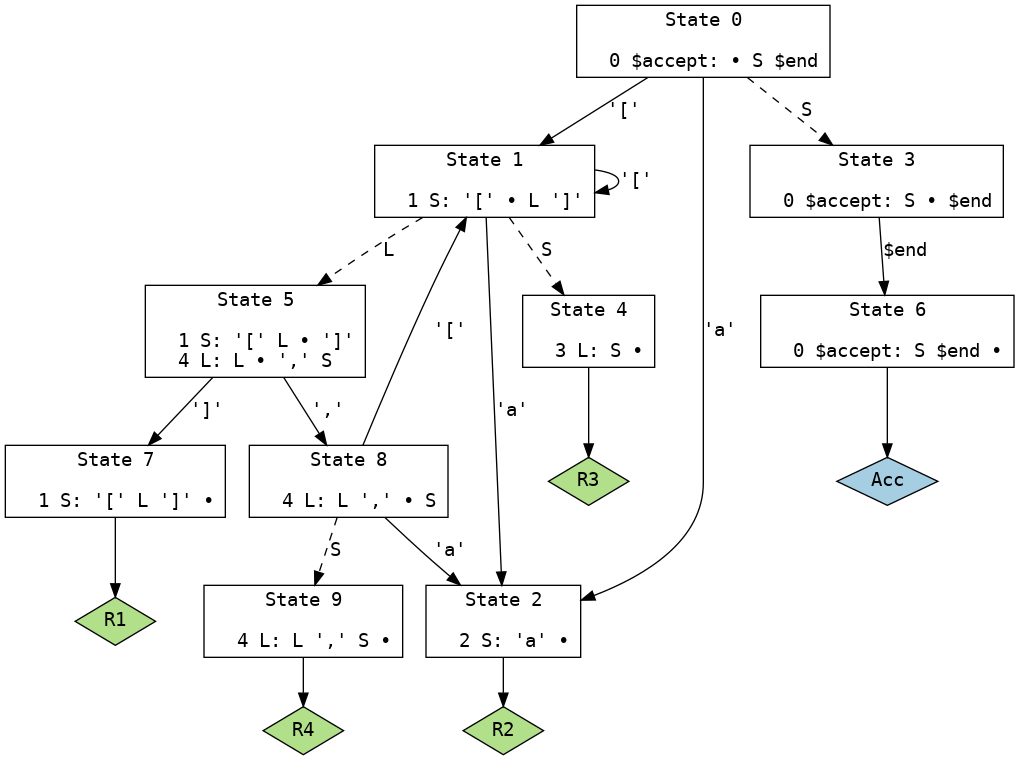 State 0
0 $accept: • S $end
'['
S
State 1
1 S: '[' • L ']'
'['
State 3
0 $accept: S • $end
L
S
$end
State 5
1 S: '[' L • ']'
4 L: L • ',' S
'['
State 4
3 L: S •
'a'
State 6
0 $accept: S $end •
']'
','
'a'
State 7
1 S: '[' L ']' •
State 8
4 L: L ',' • S
R3
Acc
S
'a'
R1
State 9
4 L: L ',' S •
State 2
2 S: 'a' •
R4
R2